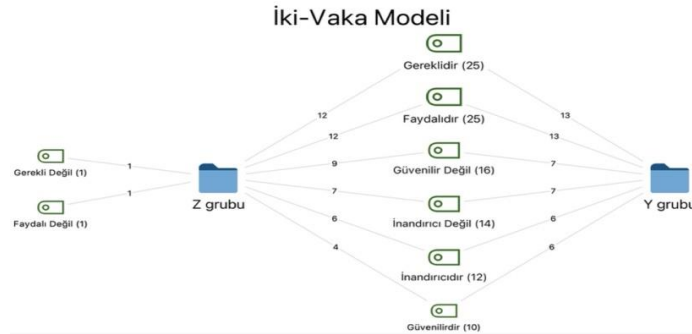 İki-Vaka Modeli
Gereklidir (25)
12
13
Faydalıdır (25)
12
13
Gerekli Değil (1)
1
9
Güvenilir Değil (16)
7
Z grubu
Y grubu
Faydalı Değil (1)
1
7
İnandırıcı Değil (14)
7
6
İnandırıcıdır (12)
6
4
Güvenilirdir (10)
6